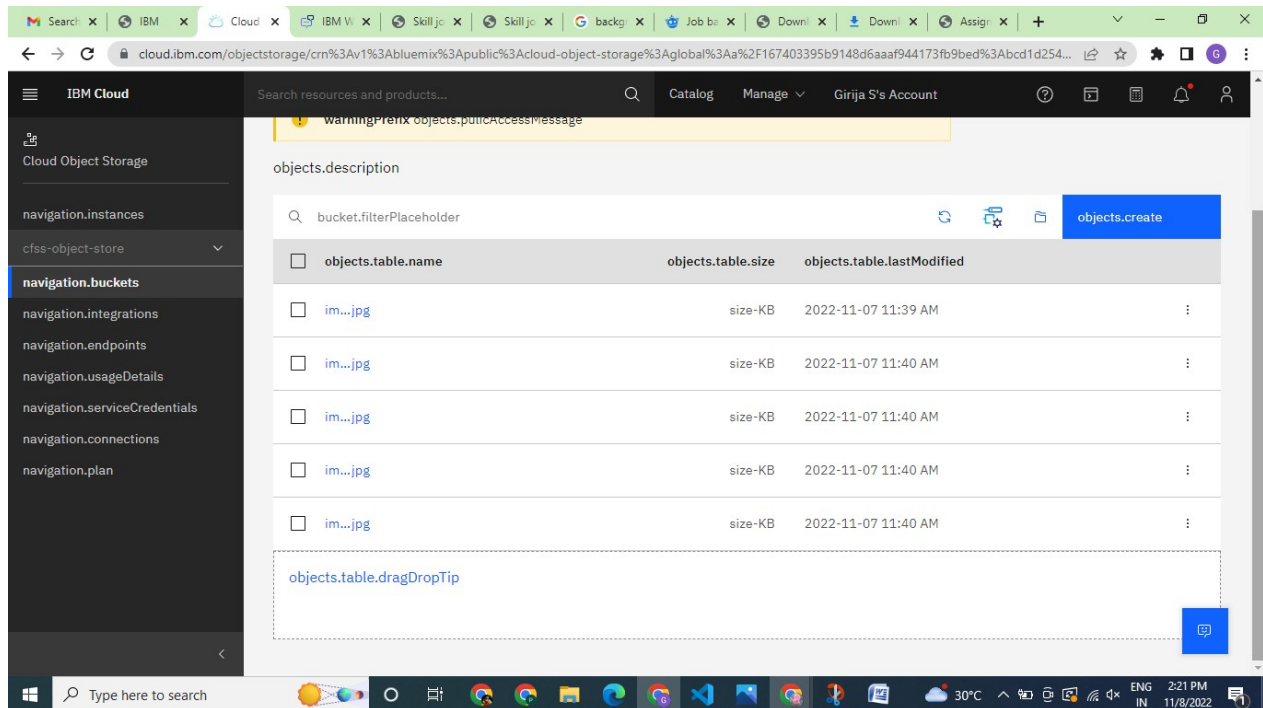 Search X IBM X Cloud X IBM W X Skill jo X Skill jo X backgr X Job ba X Downl X Downl X Assign X +
cloud.ibm.com/objectstorage/crn%3Av1%3Abluemix%3Apublic%3Acloud-object-storage%3Aglobal%3Aa%2F167403395b9148d6aaaf944173fb9bed%3Abcd1d254... G
IBM Cloud Search resources and products... Catalog Manage Girija S's Account
warningPrefix objects.pulicAccessMessage
Cloud Object Storage
objects.description
navigation.instances
bucket.filterPlaceholder objects.create
cfss-object-store
objects.table.name objects.table.size objects.table.lastModified
navigation.buckets
im...jpg size-KB 2022-11-07 11:39 AM
navigation.integrations
navigation.endpoints
im...jpg size-KB 2022-11-07 11:40 AM
navigation.usageDetails
navigation.serviceCredentials
im...jpg size-KB 2022-11-07 11:40 AM
navigation.connections
navigation.plan
im...jpg size-KB 2022-11-07 11:40 AM
im...jpg size-KB 2022-11-07 11:40 AM
objects.table.dragDropTip
Type here to search 30°C ENG 2:21 PM
IN 11/8/2022